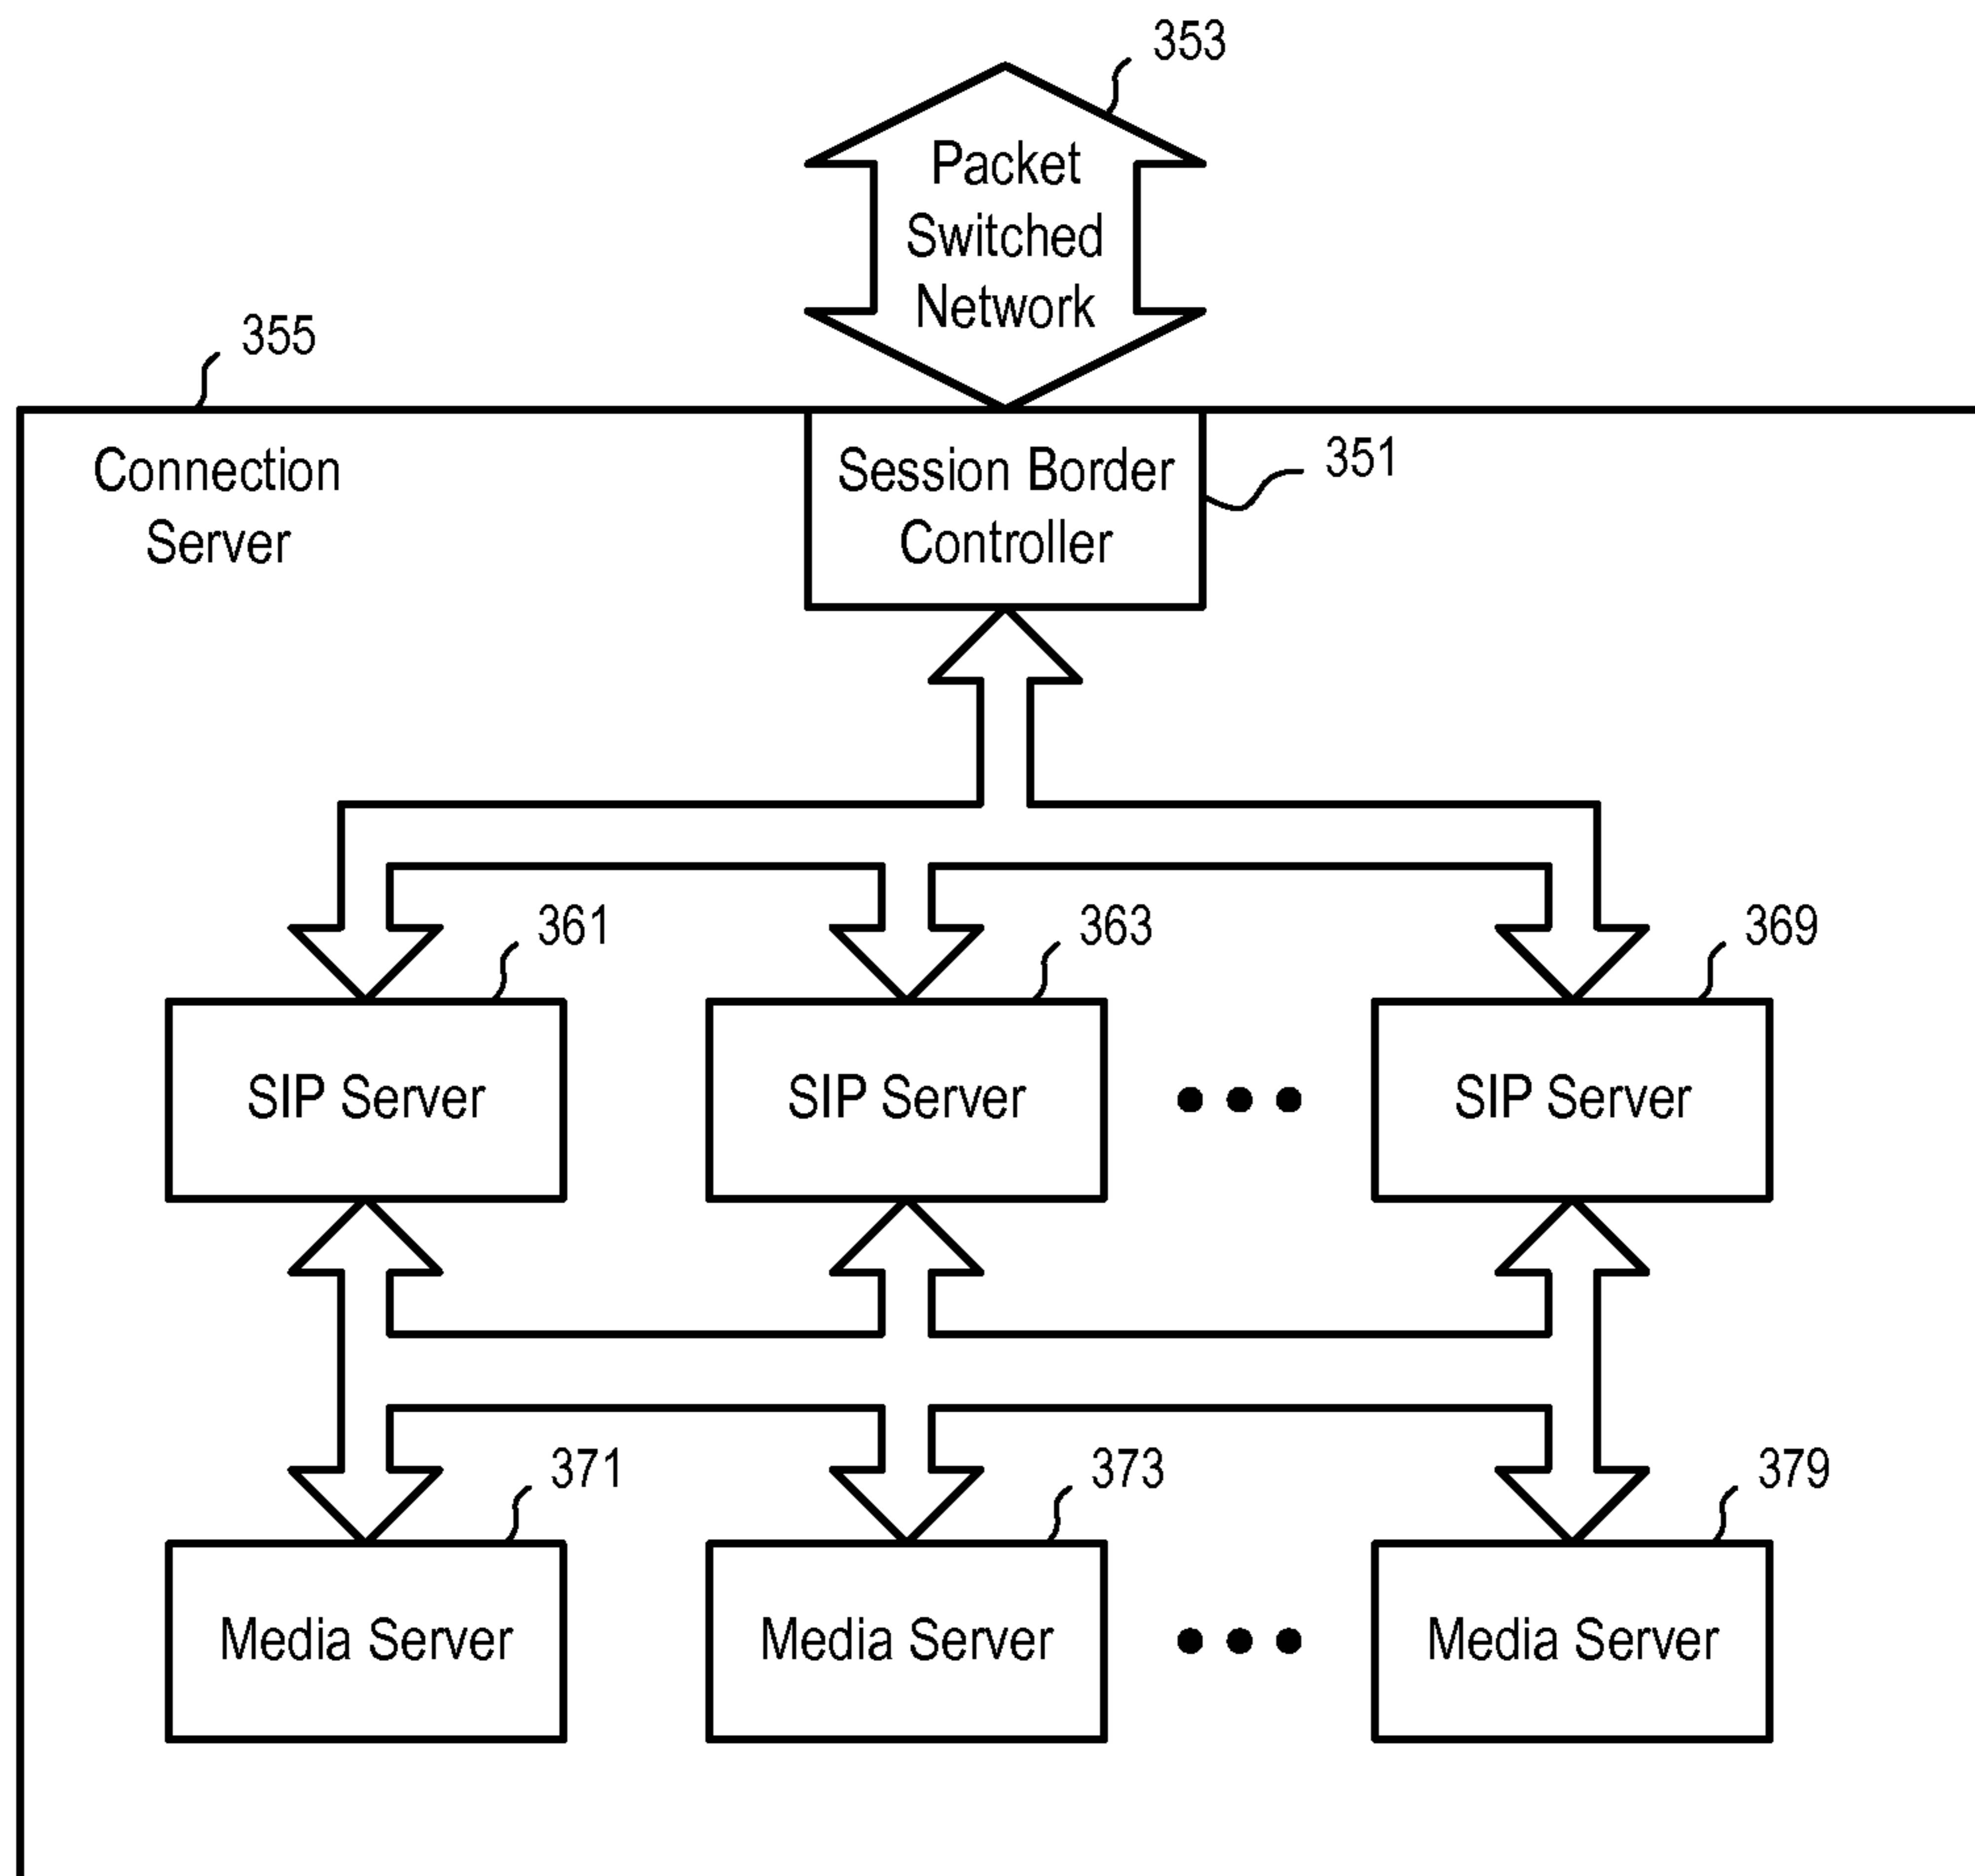 353
Packet
Switched
Network
355
Connection
Server
Session Border
Controller
351
361
363
369
SIP Server
SIP Server
SIP Server
371
373
379
Media Server
Media Server
Media Server